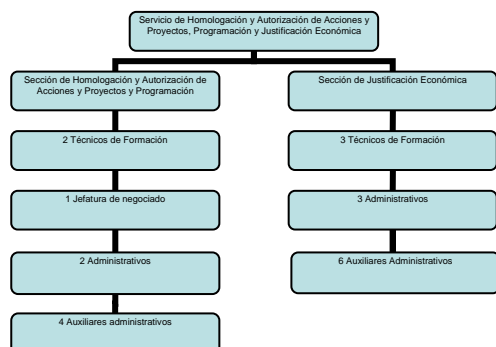 Servicio de Homologación y Autorización de Acciones y
Proyectos, Programación y Justificación Económica
Sección de Homologación y Autorización de
Acciones y Proyectos y Programación
Sección de Justificación Económica
2 Técnicos de Formación
3 Técnicos de Formación
1 Jefatura de negociado
3 Administrativos
2 Administrativos
6 Auxiliares Administrativos
4 Auxiliares administrativos